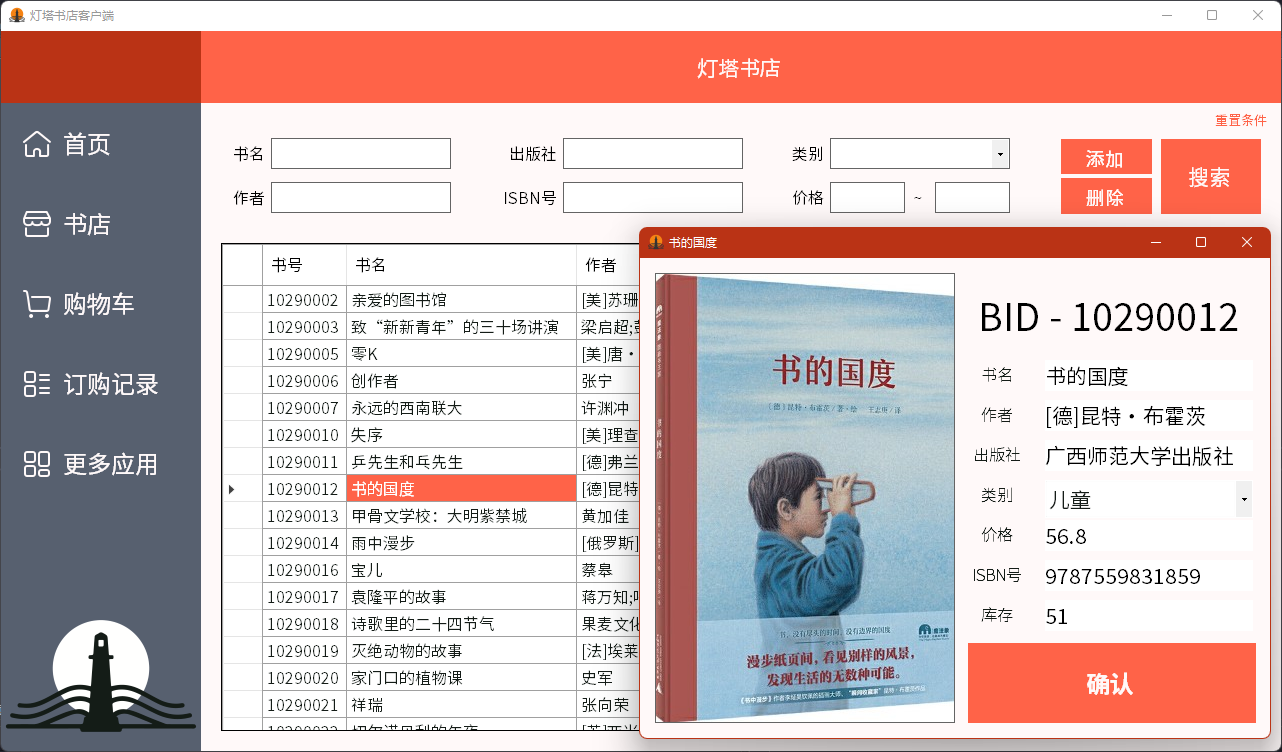 灯塔书店客户端
灯塔书店
首页
书店
购物车
订购记录
更多应用
重置条件
书名
出版社
类别
添加
搜索
作者
ISBN号
价格
~
删除
书号 书名 作者
10290002 亲爱的图书馆 [美]苏珊
10290003 致“新新青年”的三十场讲演 梁启超;
10290005 零K [美]唐·
10290006 创作者 张宁
10290007 永远的西南联大 许渊冲
10290010 失序 [美]理查
10290011 乒先生和乓先生 [德]弗兰
10290012 书的国度 [德]昆特
10290013 甲骨文学校：大明紫禁城 黄加佳
10290014 雨中漫步 [俄罗斯]
10290016 宝儿 蔡皋
10290017 袁隆平的故事 蒋万知;
10290018 诗歌里的二十四节气 果麦文化
10290019 灭绝动物的故事 [法]埃莱
10290020 家门口的植物课 史军
10290021 祥瑞 张向荣
书的国度
书的国度
[德]昆特·布霍茨/著·绘 王志庚/译
书的国度
书，没有尽头的时间，没有边界的国度
漫步纸页间，看见别样的风景，
发现生活的无数种可能。
BID - 10290012
书名 书的国度
作者 [德]昆特·布霍茨
出版社 广西师范大学出版社
类别 儿童
价格 56.8
ISBN号 9787559831859
库存 51
确认